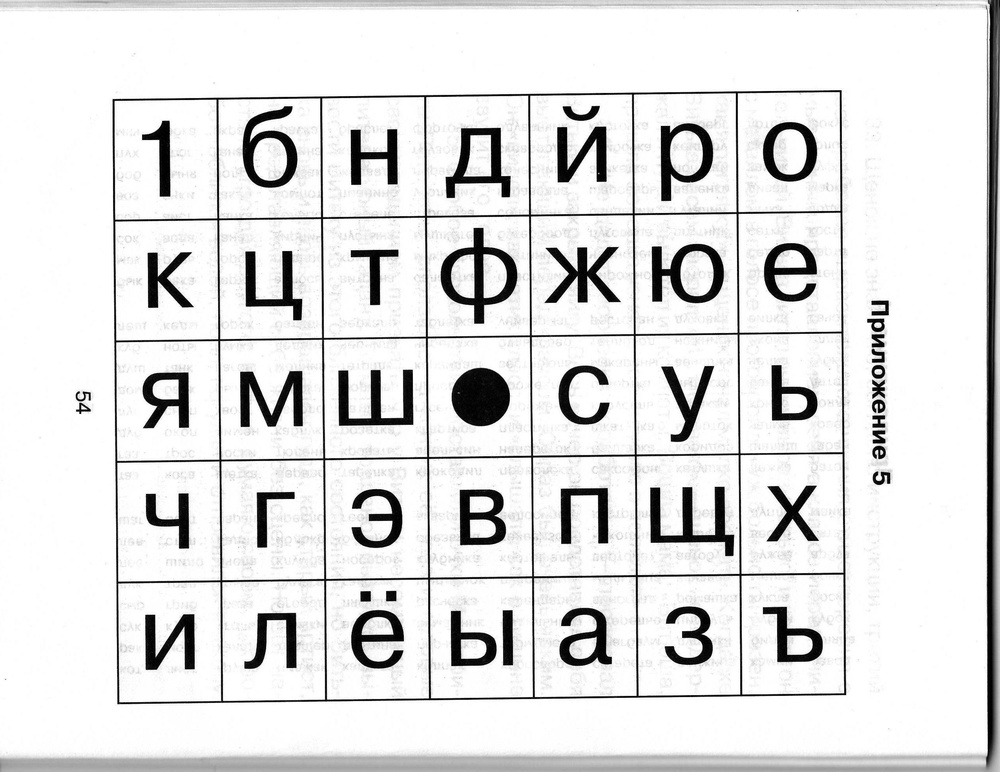 Приложение 5
1 б н д й р о
к ц т ф ж ю е
я м ш ● с у ь
ч г э в п щ х
и л ё ы а з ъ
54